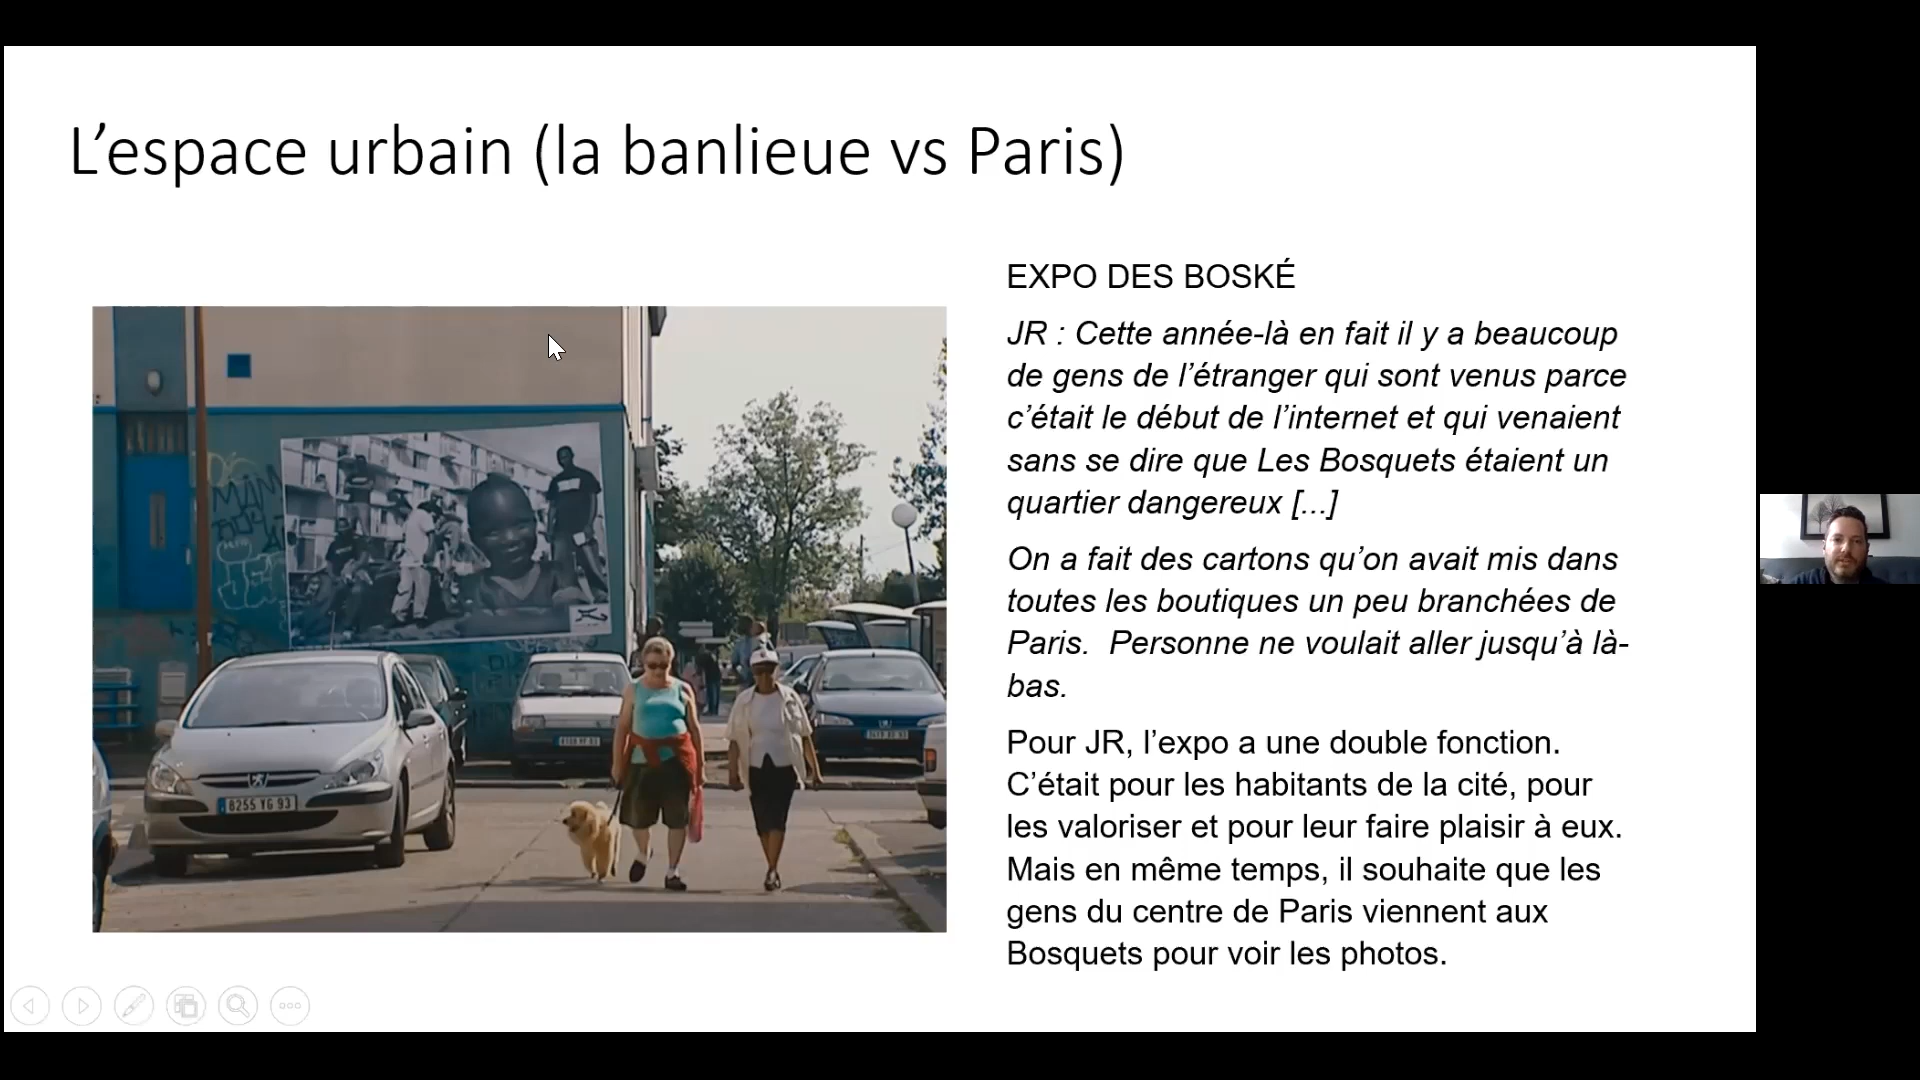 L’espace urbain (la banlieue vs Paris)
EXPO DES BOSKÉ
JR : Cette année-là en fait il y a beaucoup
de gens de l’étranger qui sont venus parce
c’était le début de l’internet et qui venaient
sans se dire que Les Bosquets étaient un
quartier dangereux [...]
On a fait des cartons qu’on avait mis dans
toutes les boutiques un peu branchées de
Paris.  Personne ne voulait aller jusqu’à là-
bas.
Pour JR, l’expo a une double fonction.
C’était pour les habitants de la cité, pour
les valoriser et pour leur faire plaisir à eux.
Mais en même temps, il souhaite que les
gens du centre de Paris viennent aux
Bosquets pour voir les photos.
8255 YG 93